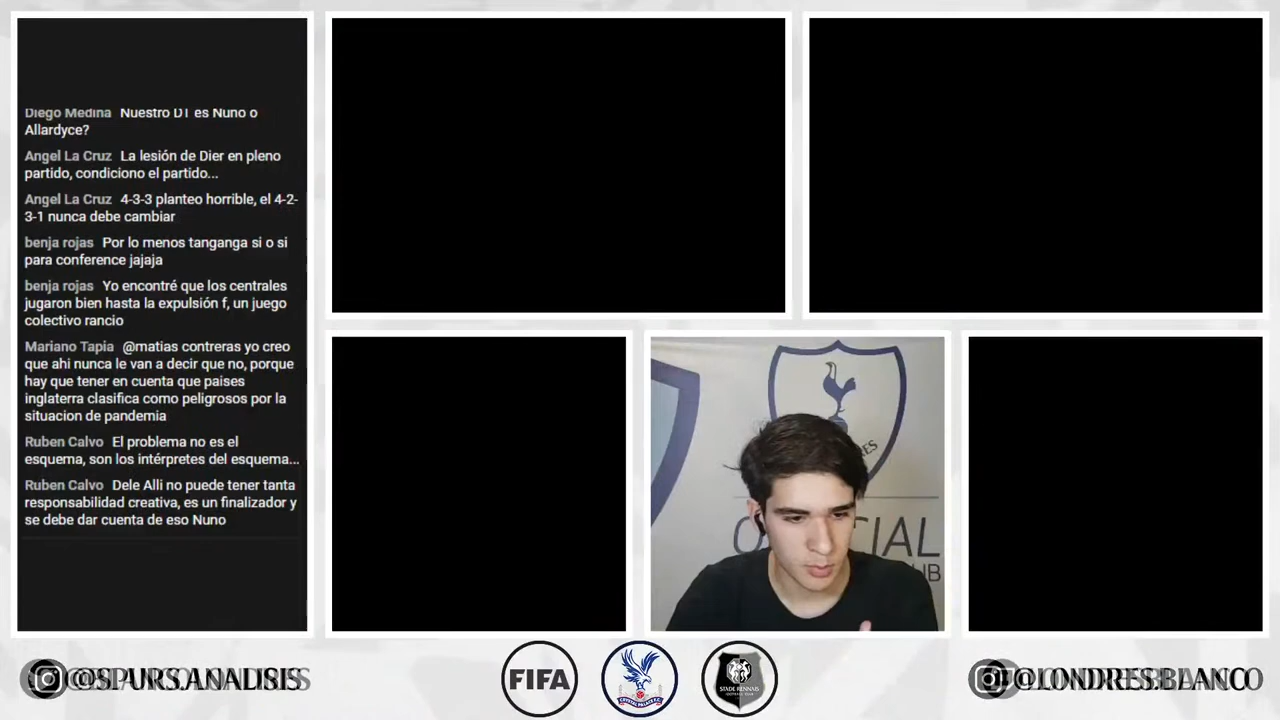 Diego Medina Nuestro DT es Nuno o
Allardyce?
Angel La Cruz La lesión de Dier en pleno
partido, condiciono el partido...
Angel La Cruz 4-3-3 planteo horrible, el 4-2-
3-1 nunca debe cambiar
benja rojas Por lo menos tanganga si o si
para conference jajaja
benja rojas Yo encontré que los centrales
jugaron bien hasta la expulsión f, un juego
colectivo rancio
Mariano Tapia @matias contreras yo creo
que ahi nunca le van a decir que no, porque
hay que tener en cuenta que paises
inglaterra clasifica como peligrosos por la
situacion de pandemia
Ruben Calvo El problema no es el
esquema, son los intérpretes del esquema...
Ruben Calvo Dele Alli no puede tener tanta
responsabilidad creativa, es un finalizador y
se debe dar cuenta de eso Nuno
FIFA
CRYSTAL PALACE F.C.
STADE RENNAIS